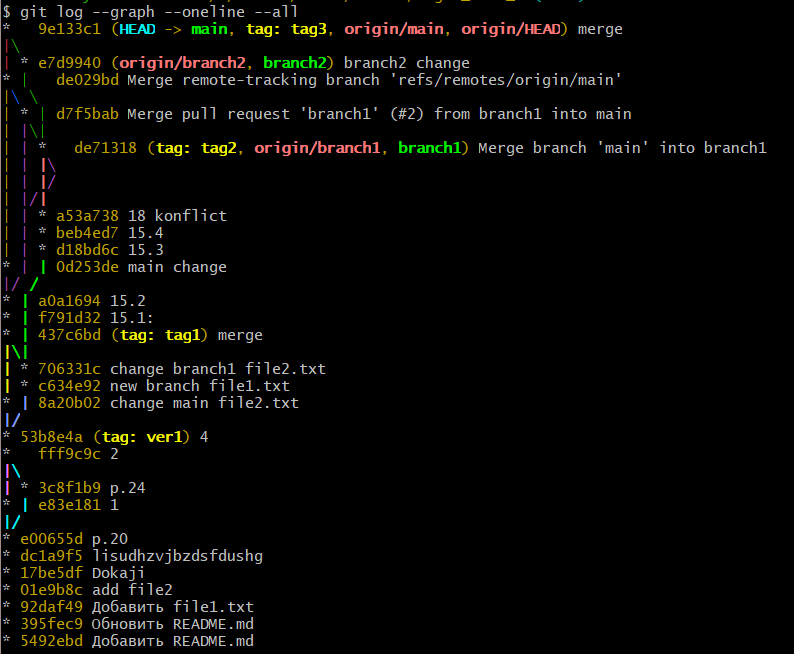 $ git log --graph --oneline --all
*   9e133c1 (HEAD -> main, tag: tag3, origin/main, origin/HEAD) merge
|\
| * e7d9940 (origin/branch2, branch2) branch2 change
* |   de029bd Merge remote-tracking branch 'refs/remotes/origin/main'
|\ \
| * | d7f5bab Merge pull request 'branch1' (#2) from branch1 into main
| |\|
| | *   de71318 (tag: tag2, origin/branch1, branch1) Merge branch 'main' into branch1
| | |\
| | |/
| |/|
| | * a53a738 18 konflict
| | * beb4ed7 15.4
| | * d18bd6c 15.3
* | | 0d253de main change
|/ /
* | a0a1694 15.2
* | f791d32 15.1:
* | 437c6bd (tag: tag1) merge
|\|
| * 706331c change branch1 file2.txt
| * c634e92 new branch file1.txt
* | 8a20b02 change main file2.txt
|/
* 53b8e4a (tag: ver1) 4
*   fff9c9c 2
|\
| * 3c8f1b9 p.24
* | e83e181 1
|/
* e00655d p.20
* dc1a9f5 lisudhzvjbzdsfdushg
* 17be5df Dokaji
* 01e9b8c add file2
* 92daf49 Добавить file1.txt
* 395fec9 Обновить README.md
* 5492ebd Добавить README.md